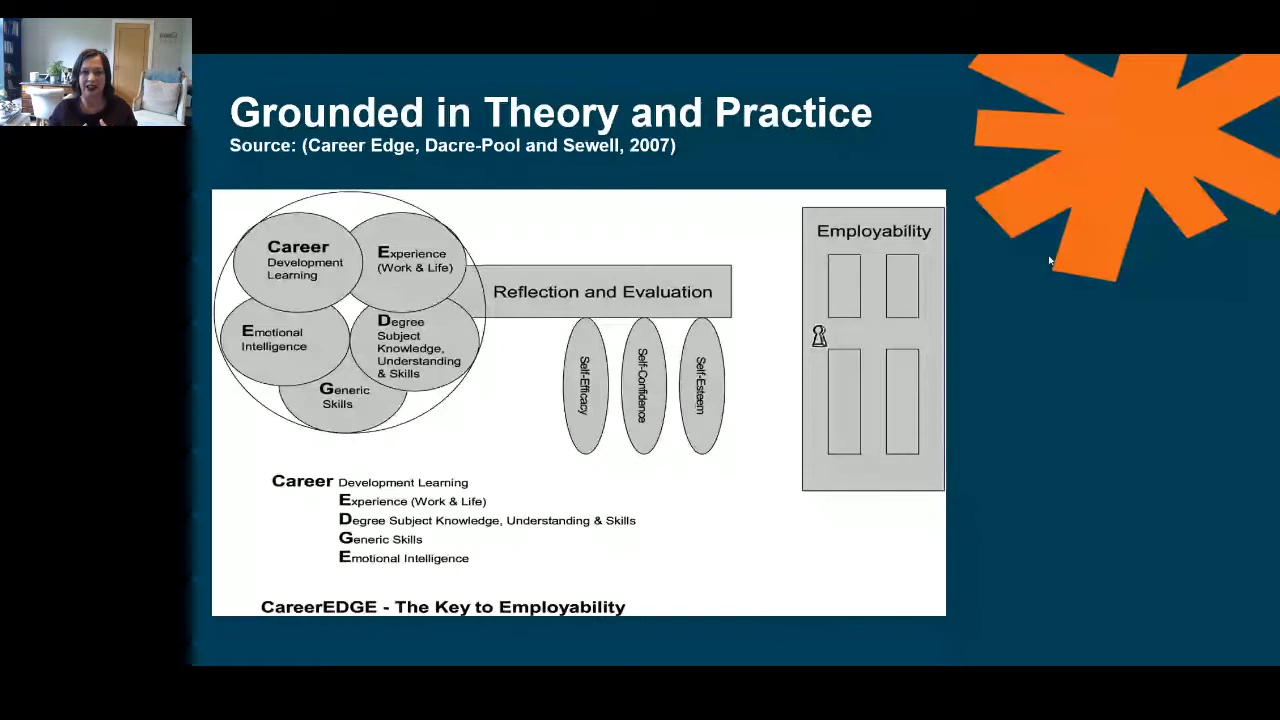 Grounded in Theory and Practice
Source: (Career Edge, Dacre-Pool and Sewell, 2007)
Career
Development
Learning
Experience
(Work & Life)
Emotional
Intelligence
Degree
Subject
Knowledge,
Understanding
& Skills
Generic
Skills
Reflection and Evaluation
Self-Efficacy
Self-Confidence
Self-Esteem
Employability
Career Development Learning
Experience (Work & Life)
Degree Subject Knowledge, Understanding & Skills
Generic Skills
Emotional Intelligence
CareerEDGE - The Key to Employability